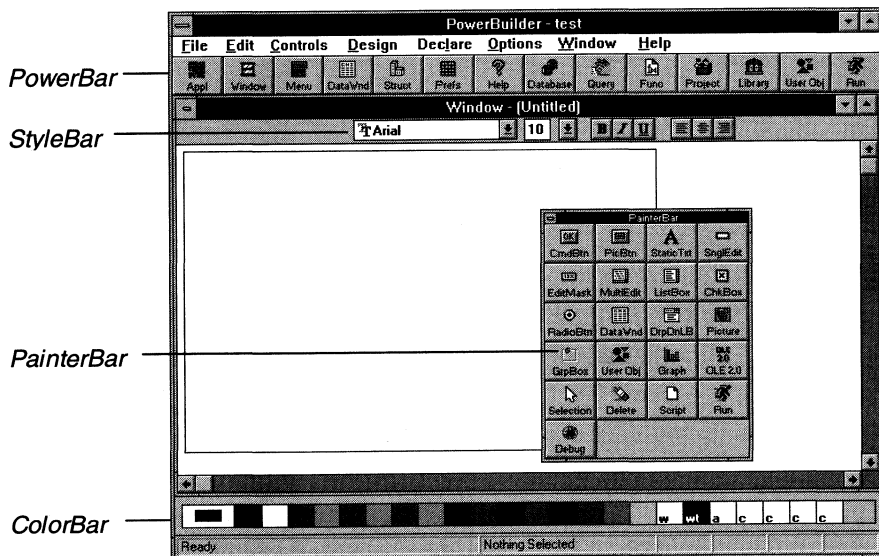 PowerBuilder - test
File Edit Controls Design Declare Options Window Help
PowerBar
Appl Window Menu DataWnd Struct Prefs Help Database Query Func Project Library User Obj Run
Window - (Untitled)
StyleBar
Arial 10 B I U
PainterBar
CmdBtn PicBtn StaticTxt SnglEdit
EditMask MultiEdit ListBox ChkBox
RadioBtn DataWnd DrpDnLB Picture
PainterBar
OLE 2.0
GrpBox User Obj Graph OLE 2.0
Selection Delete Script Run
Debug
ColorBar
w wt a c c c c
Ready Nothing Selected